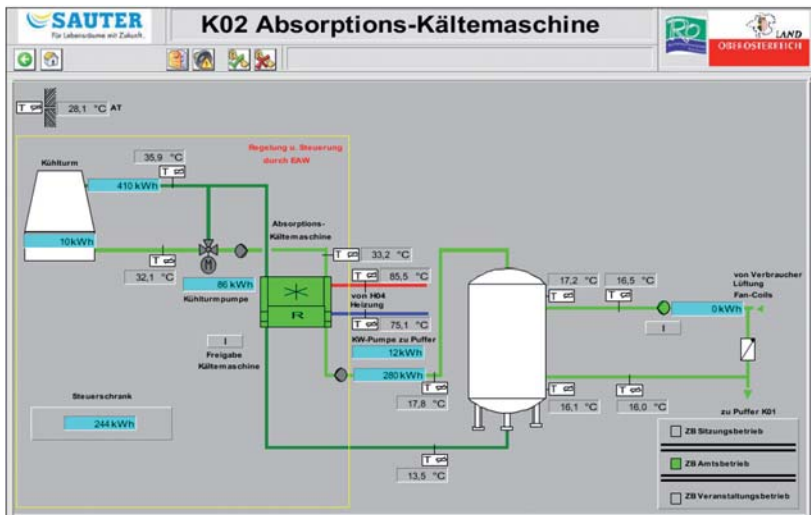 SAUTER
Für Lebensräume mit Zukunft.
K02 Absorptions-Kältemaschine
LAND
OBERÖSTERREICH
T
28,1 °C AT
Regelung u. Steuerung
durch EAW
Kühlturm
35,9 °C
T
410 kWh
10 kWh
Absorptions-
Kältemaschine
M
T
32,1 °C
T
33,2 °C
86 kWh
Kühlturmpumpe
T
85,5 °C
von H04
Heizung
R
T
75,1 °C
I
Freigabe
Kältemaschine
KW-Pumpe zu Puffer
12 kWh
280 kWh
T
17,8 °C
17,2 °C
T
16,5 °C
T
von Verbraucher
Lüftung
Fan-Coils
0 kWh
I
T
16,1 °C
T
16,0 °C
zu Puffer K01
Steuerschrank
244 kWh
T
13,5 °C
ZB Sitzungsbetrieb
ZB Amtsbetrieb
ZB Veranstaltungsbetrieb